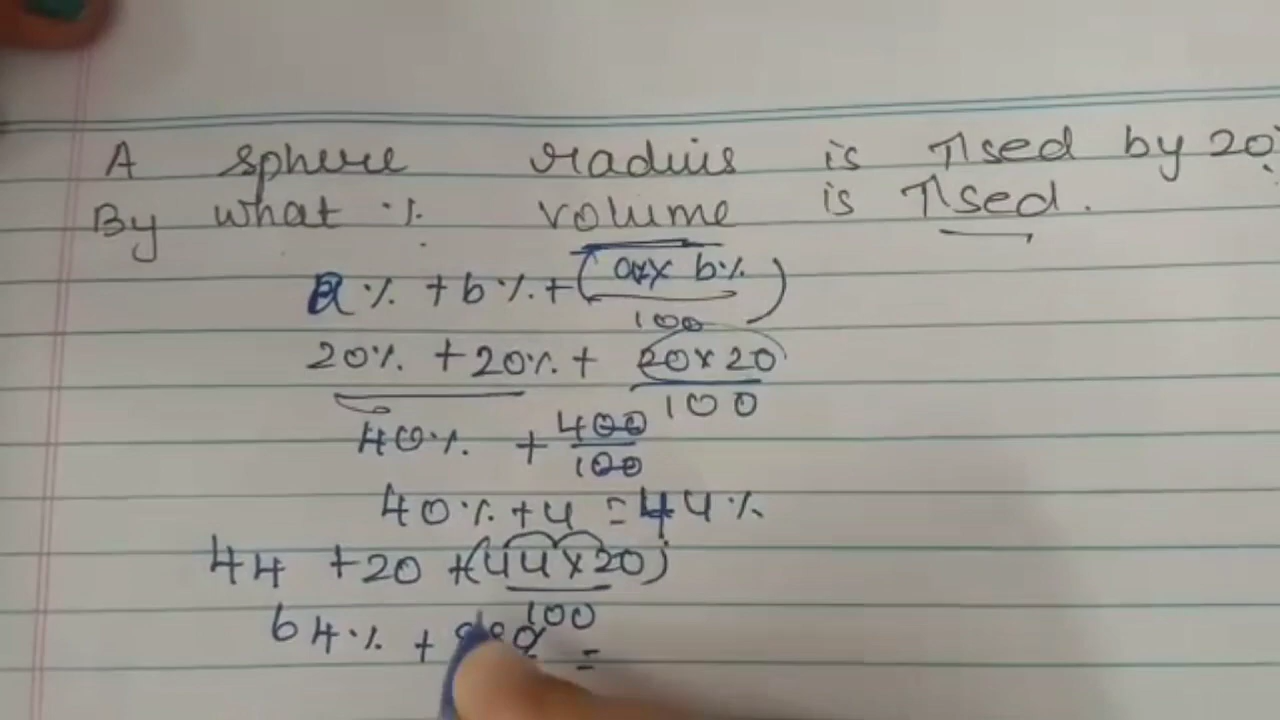 A sphere radius is ↑sed by 20
By what % volume is ↑sed.
a% + b% + (a% x b%)
100
20% + 20% + 20 x 20
100
40% + 400
100
40% + 4 = 44%
44 + 20 + (44 x 20)
100
64% + =